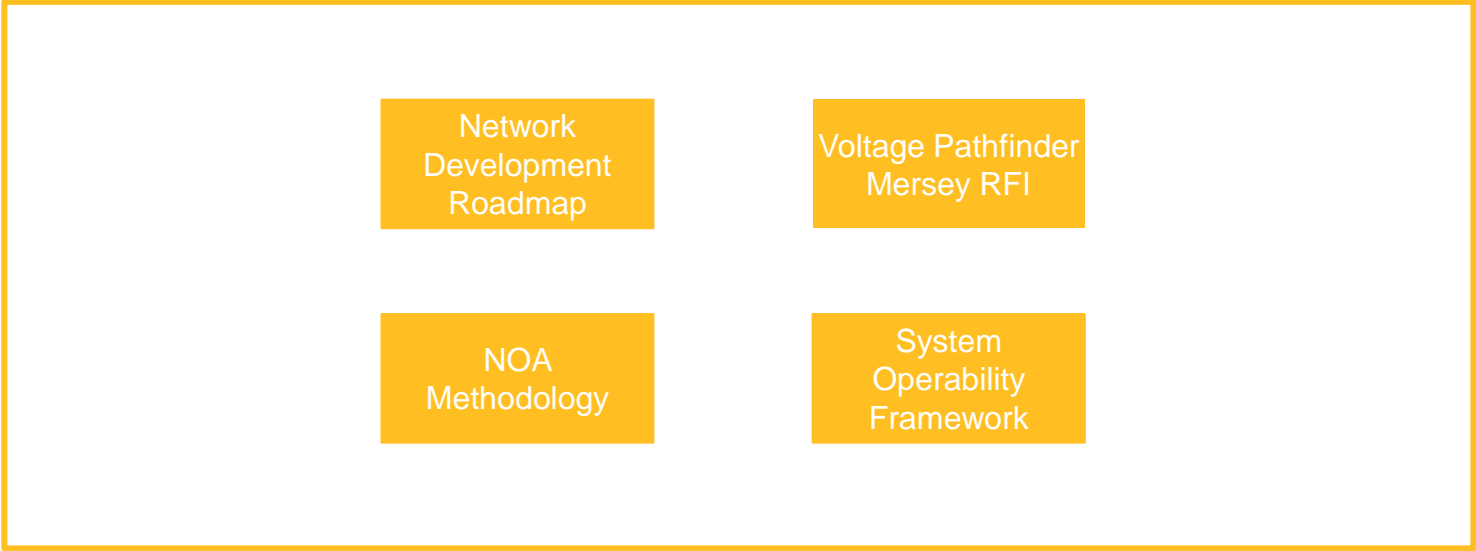 Network
Development
Roadmap
Voltage Pathfinder
Mersey RFI
NOA
Methodology
System
Operability
Framework